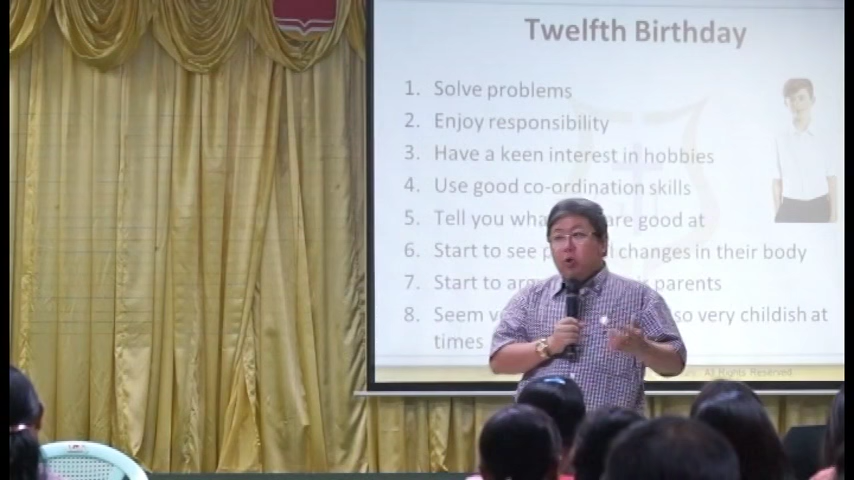 Twelfth Birthday
1. Solve problems
2. Enjoy responsibility
3. Have a keen interest in hobbies
4. Use good co-ordination skills
5. Tell you are good at
6. Start to see changes in their body
7. Start to parents
8. Seem so very childish at
times
All Rights Reserved